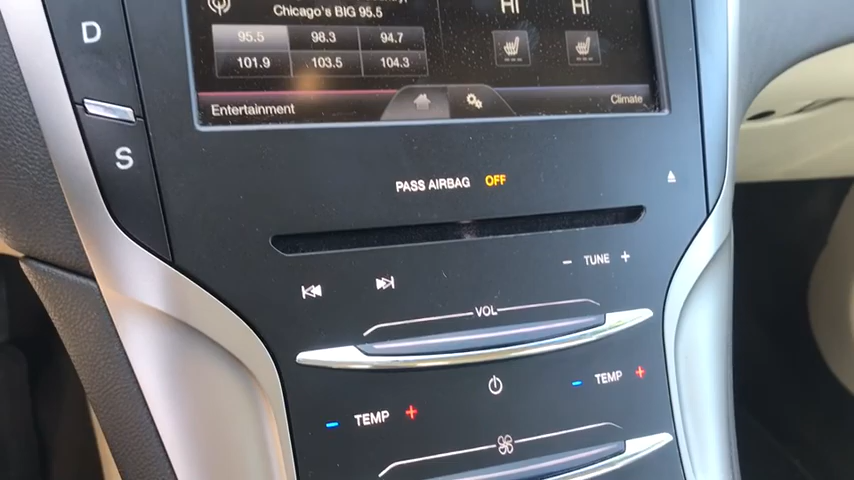 HI HI
Chicago's BIG 95.5
95.5 98.3 94.7
101.9 103.5 104.3
Entertainment Climate
D
S
PASS AIRBAG OFF
- TUNE +
VOL
- TEMP +
- TEMP +